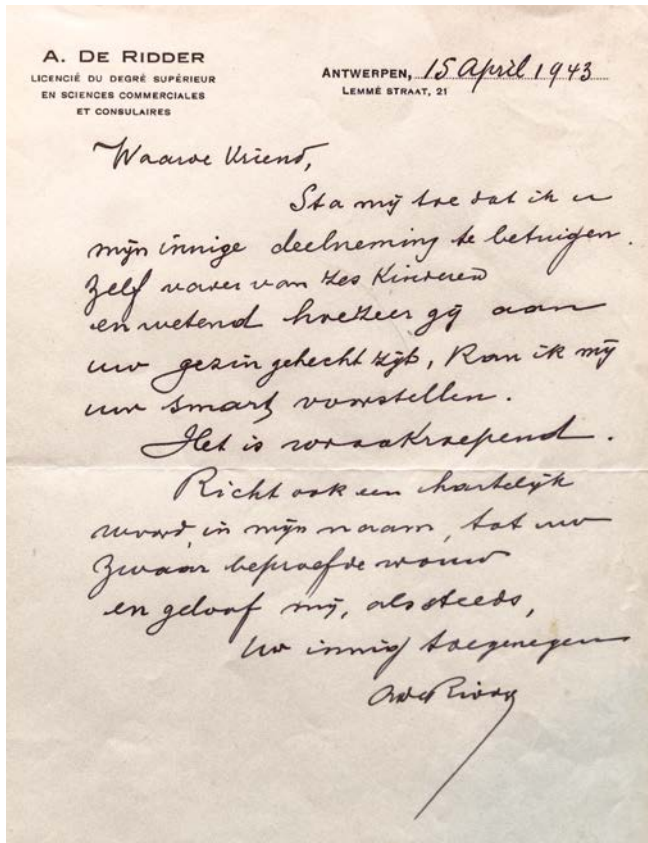 A. DE RIDDER
LICENCIÉ DU DEGRÉ SUPÉRIEUR
EN SCIENCES COMMERCIALES
ET CONSULAIRES
ANTWERPEN, 15 April 1943
LEMMÉ STRAAT, 21
Waarde Vriend,
Sta mij toe dat ik u
mijn innige deelneming te betuigen.
Zelf vader van zes kinderen
en wetend hoezeer gij aan
uw gezin gehecht zijt, kan ik mij
uw smart voorstellen.
Het is wraakroepend.
Richt ook een hartelijk
woord, in mijn naam, tot uw
zwaar beproefde vrouw
en geloof mij, als steeds,
Uw innig toegenegen
AdeRidder